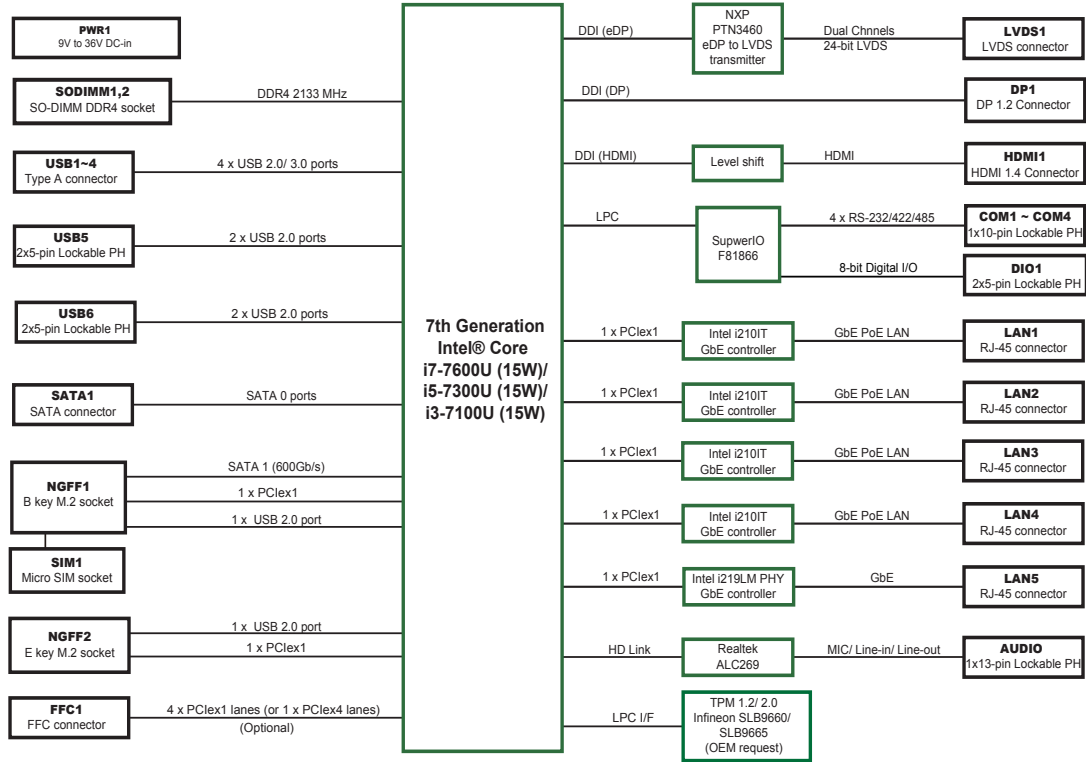 PWR1
9V to 36V DC-in
SODIMM1,2
SO-DIMM DDR4 socket
DDR4 2133 MHz
USB1~4
Type A connector
4 x USB 2.0/ 3.0 ports
USB5
2x5-pin Lockable PH
2 x USB 2.0 ports
USB6
2x5-pin Lockable PH
2 x USB 2.0 ports
SATA1
SATA connector
SATA 0 ports
NGFF1
B key M.2 socket
SATA 1 (600Gb/s)
1 x PCIex1
1 x USB 2.0 port
SIM1
Micro SIM socket
NGFF2
E key M.2 socket
1 x USB 2.0 port
1 x PCIex1
FFC1
FFC connector
4 x PCIex1 lanes (or 1 x PCIex4 lanes)
(Optional)
7th Generation
Intel® Core
i7-7600U (15W)/
i5-7300U (15W)/
i3-7100U (15W)
DDI (eDP)
NXP
PTN3460
eDP to LVDS
transmitter
Dual Chnnels
24-bit LVDS
LVDS1
LVDS connector
DDI (DP)
DP1
DP 1.2 Connector
DDI (HDMI)
Level shift
HDMI
HDMI1
HDMI 1.4 Connector
LPC
SupwerIO
F81866
4 x RS-232/422/485
COM1 ~ COM4
1x10-pin Lockable PH
8-bit Digital I/O
DIO1
2x5-pin Lockable PH
1 x PCIex1
Intel i210IT
GbE controller
GbE PoE LAN
LAN1
RJ-45 connector
1 x PCIex1
Intel i210IT
GbE controller
GbE PoE LAN
LAN2
RJ-45 connector
1 x PCIex1
Intel i210IT
GbE controller
GbE PoE LAN
LAN3
RJ-45 connector
1 x PCIex1
Intel i210IT
GbE controller
GbE PoE LAN
LAN4
RJ-45 connector
1 x PCIex1
Intel i219LM PHY
GbE controller
GbE
LAN5
RJ-45 connector
HD Link
Realtek
ALC269
MIC/ Line-in/ Line-out
AUDIO
1x13-pin Lockable PH
LPC I/F
TPM 1.2/ 2.0
Infineon SLB9660/
SLB9665
(OEM request)